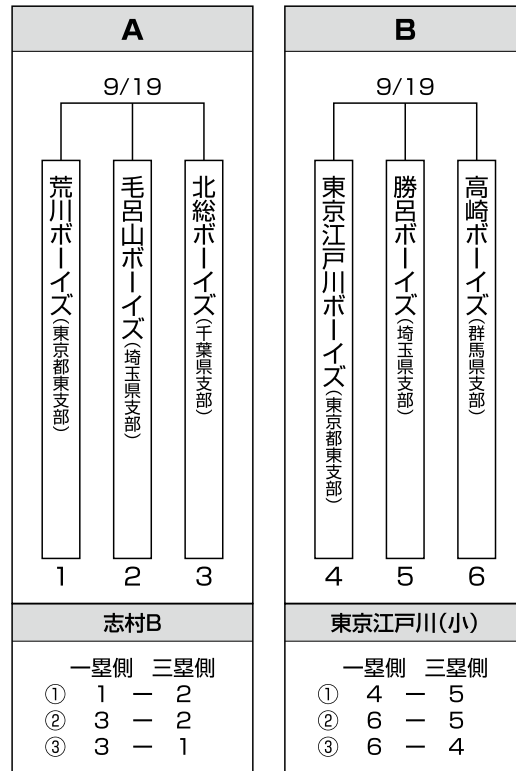 A
9/19
荒川ボーイズ(東京都東支部)
毛呂山ボーイズ(埼玉県支部)
北総ボーイズ(千葉県支部)
1 2 3
志村B
一塁側 三塁側
① 1 ー 2
② 3 ー 2
③ 3 ー 1
B
9/19
東京江戸川ボーイズ(東京都東支部)
勝呂ボーイズ(埼玉県支部)
高崎ボーイズ(群馬県支部)
4 5 6
東京江戸川(小)
一塁側 三塁側
① 4 ー 5
② 6 ー 5
③ 6 ー 4